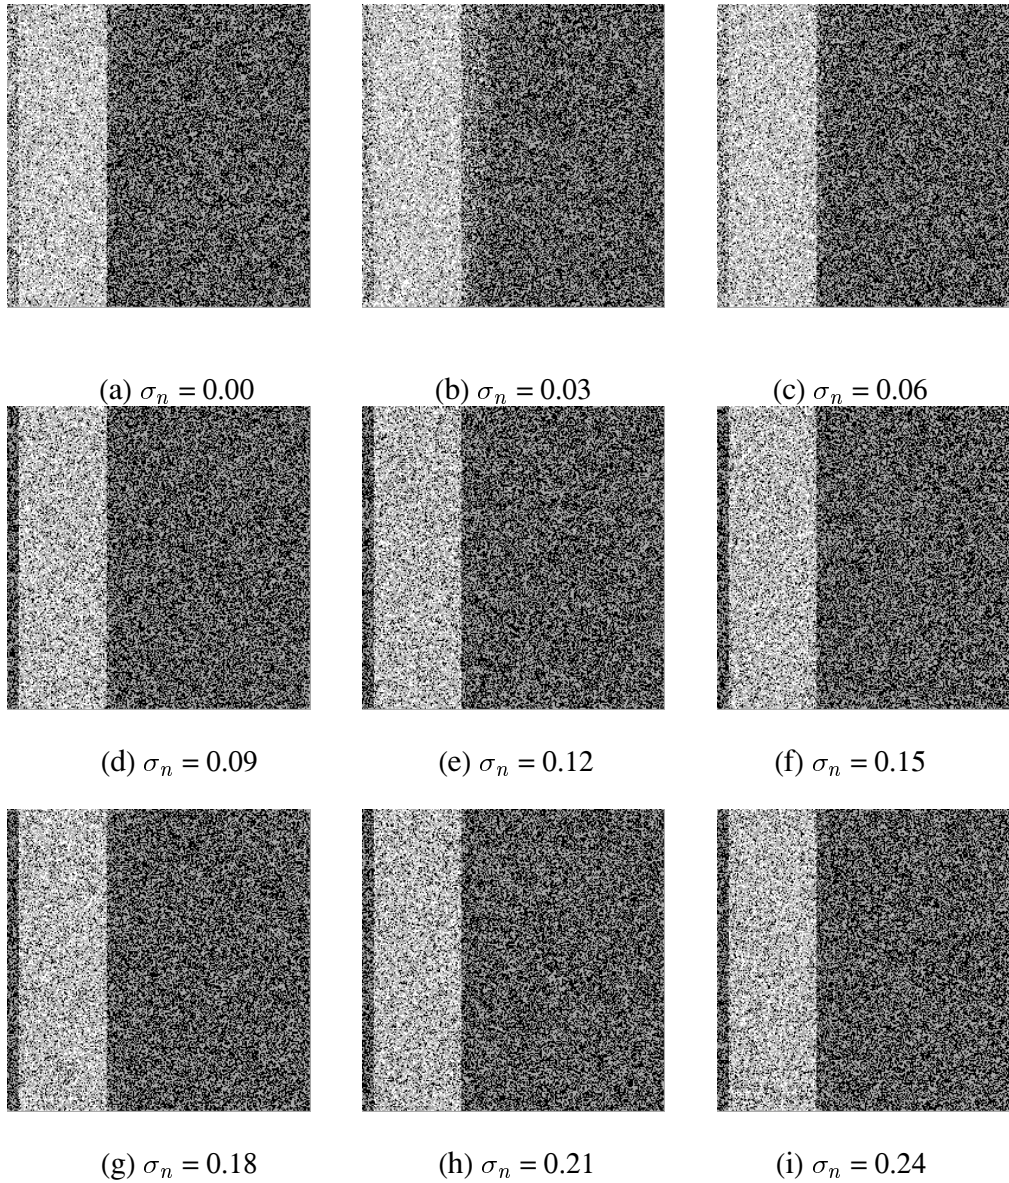 (a) σₙ = 0.00
(b) σₙ = 0.03
(c) σₙ = 0.06
(d) σₙ = 0.09
(e) σₙ = 0.12
(f) σₙ = 0.15
(g) σₙ = 0.18
(h) σₙ = 0.21
(i) σₙ = 0.24